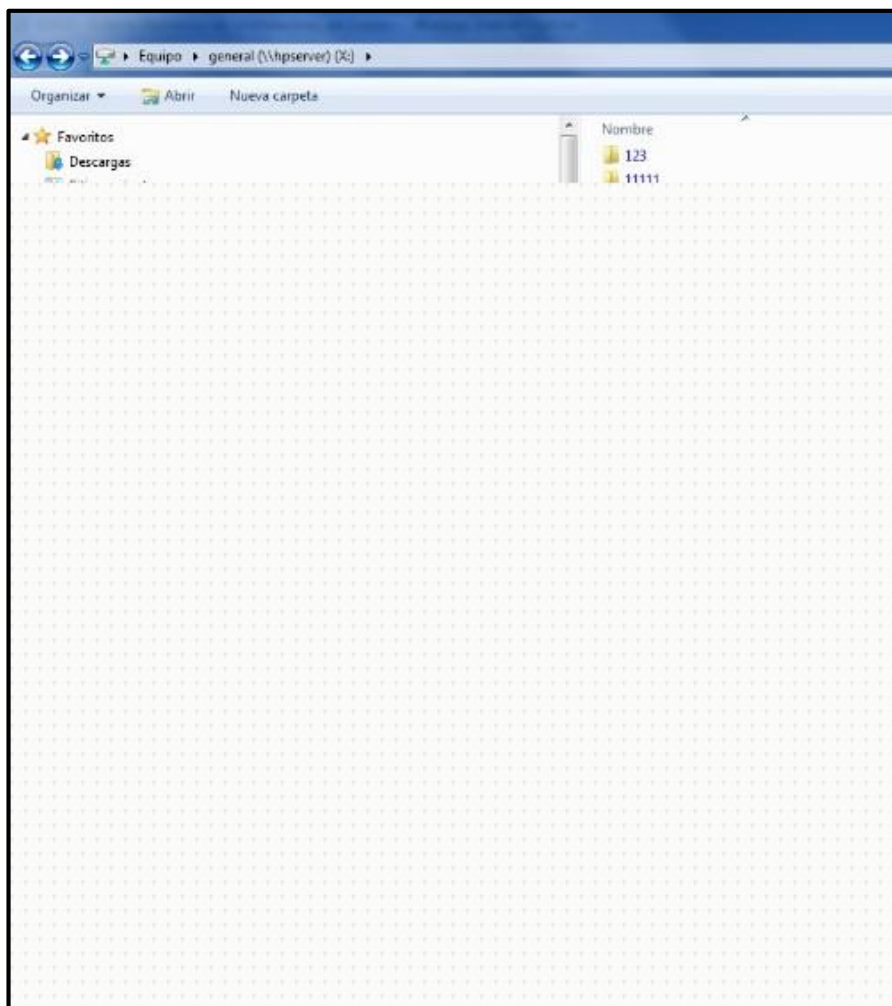 Equipo general (\\hpserver) (X:)
Organizar Abrir Nueva carpeta
Favoritos
Descargas
Nombre
123
11111